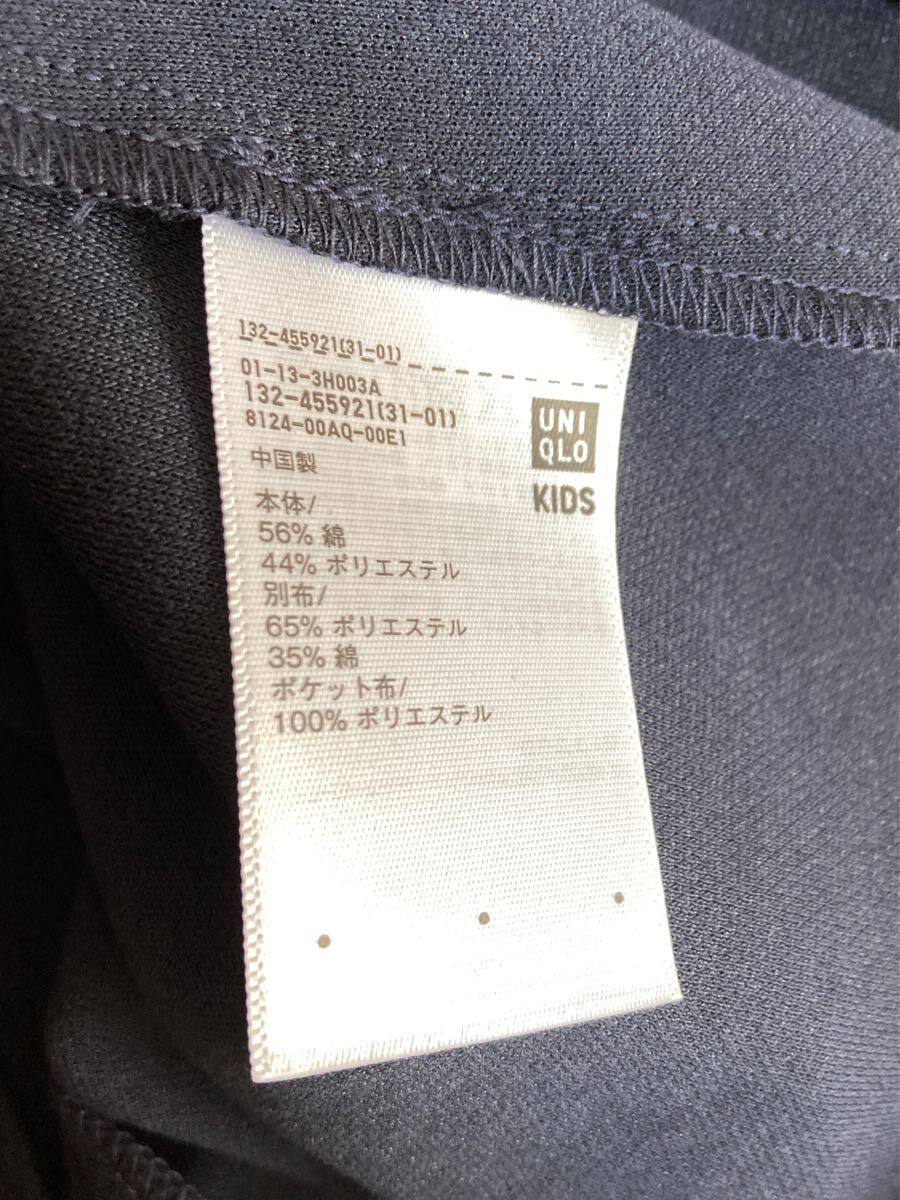 132-455921(31-01)
01-13-3H003A
132-455921(31-01)
8124-00AQ-00E1
UNI
QLO
KIDS
中国製
本体/
56% 綿
44% ポリエステル
別布/
65% ポリエステル
35% 綿
ポケット布/
100% ポリエステル